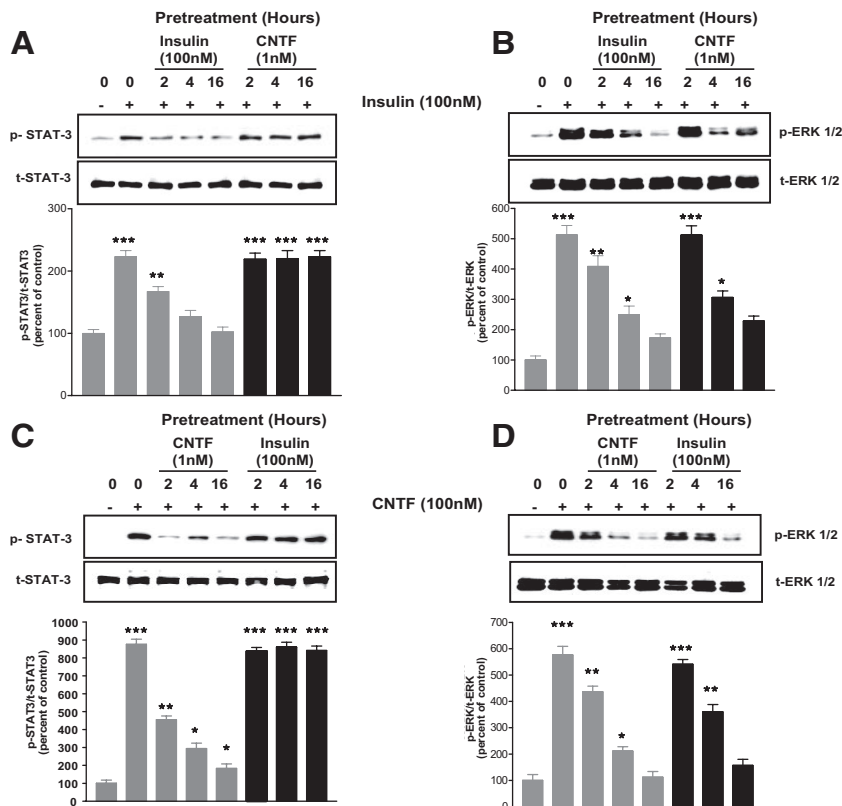 A
Pretreatment (Hours)
Insulin (100nM)
CNTF (1nM)
0 0 2 4 16 2 4 16
- + + + + + + +
Insulin (100nM)
p- STAT-3
t-STAT-3
300
200
100
0
p-STAT3/t-STAT3
(percent of control)
*** ** *** *** ***
B
Pretreatment (Hours)
Insulin (100nM)
CNTF (1nM)
0 0 2 4 16 2 4 16
- + + + + + + +
p-ERK 1/2
t-ERK 1/2
600
500
400
300
200
100
0
p-ERK/t-ERK
(percent of control)
*** ** * *** *
C
Pretreatment (Hours)
CNTF (1nM)
Insulin (100nM)
0 0 2 4 16 2 4 16
- + + + + + + +
CNTF (100nM)
p- STAT-3
t-STAT-3
1000
900
800
700
600
500
400
300
200
100
0
p-STAT3/t-STAT3
(percent of control)
*** ** * * *** *** ***
D
Pretreatment (Hours)
CNTF (1nM)
Insulin (100nM)
0 0 2 4 16 2 4 16
- + + + + + + +
p-ERK 1/2
t-ERK 1/2
700
600
500
400
300
200
100
0
p-ERK/t-ERK
(percent of control)
*** ** * *** **